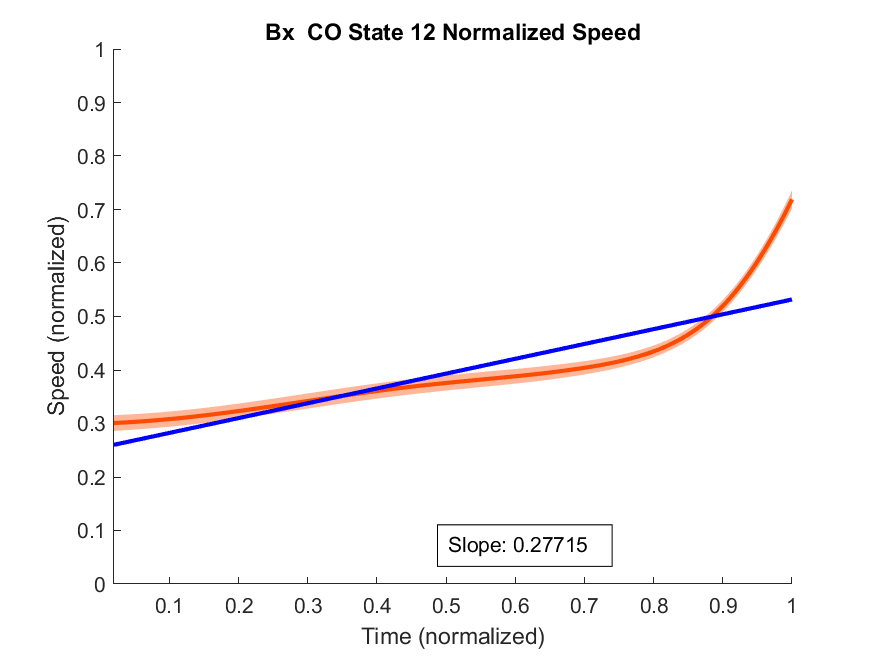 Bx  CO State 12 Normalized Speed
1
0.9
0.8
0.7
0.6
0.5
0.4
0.3
0.2
0.1
0
Speed (normalized)
Slope: 0.27715
0.1 0.2 0.3 0.4 0.5 0.6 0.7 0.8 0.9 1
Time (normalized)